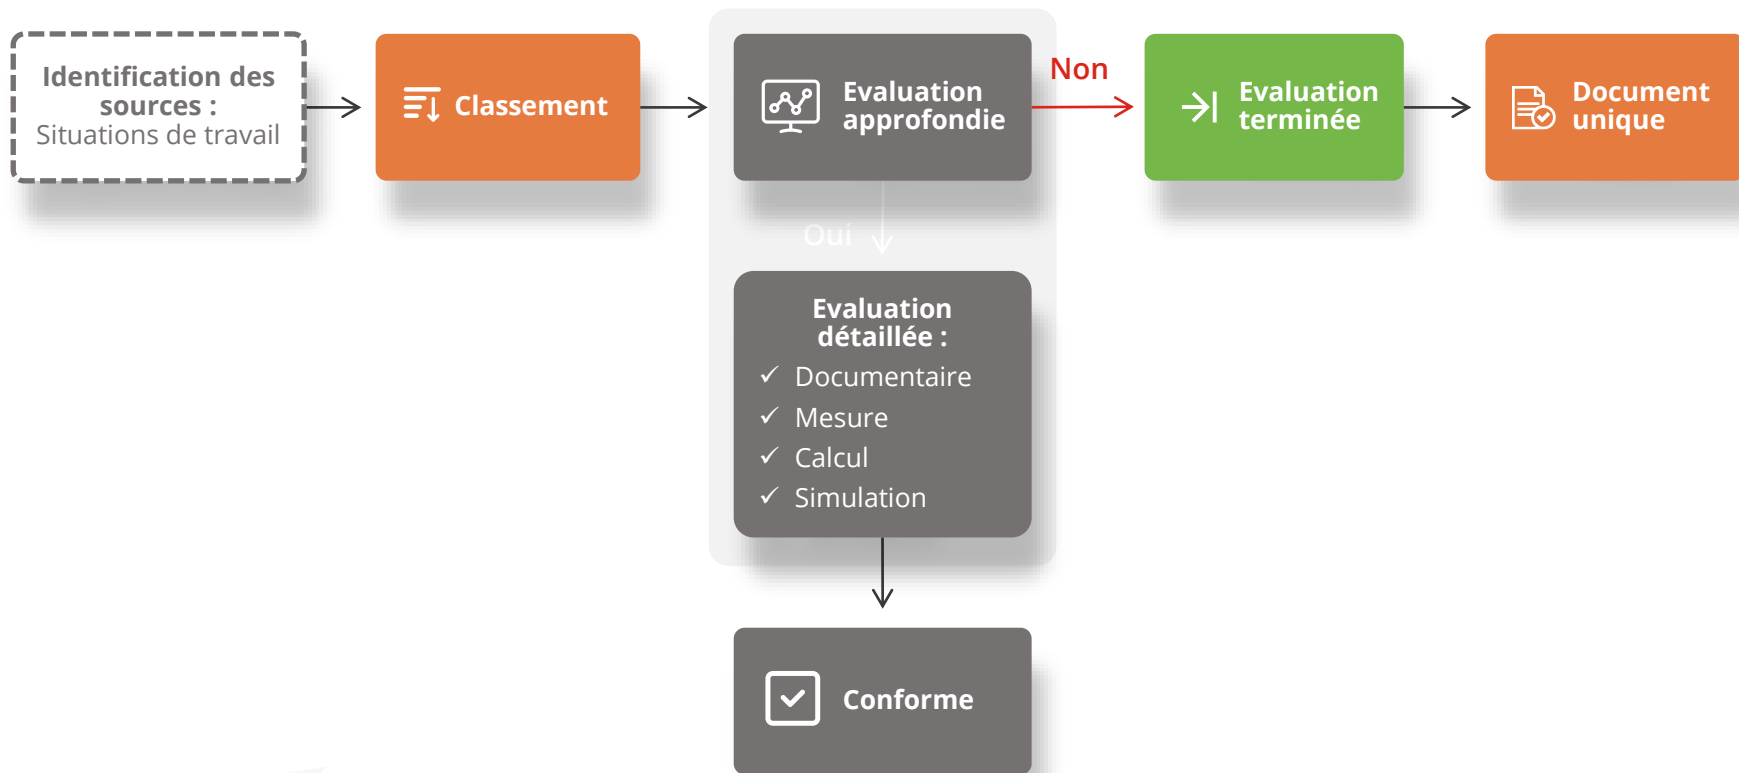 Identification des
sources :
Situations de travail
Classement
Evaluation
approfondie
Non
Evaluation
terminée
Document
unique
Oui
Evaluation
détaillée :
✓ Documentaire
✓ Mesure
✓ Calcul
✓ Simulation
Conforme